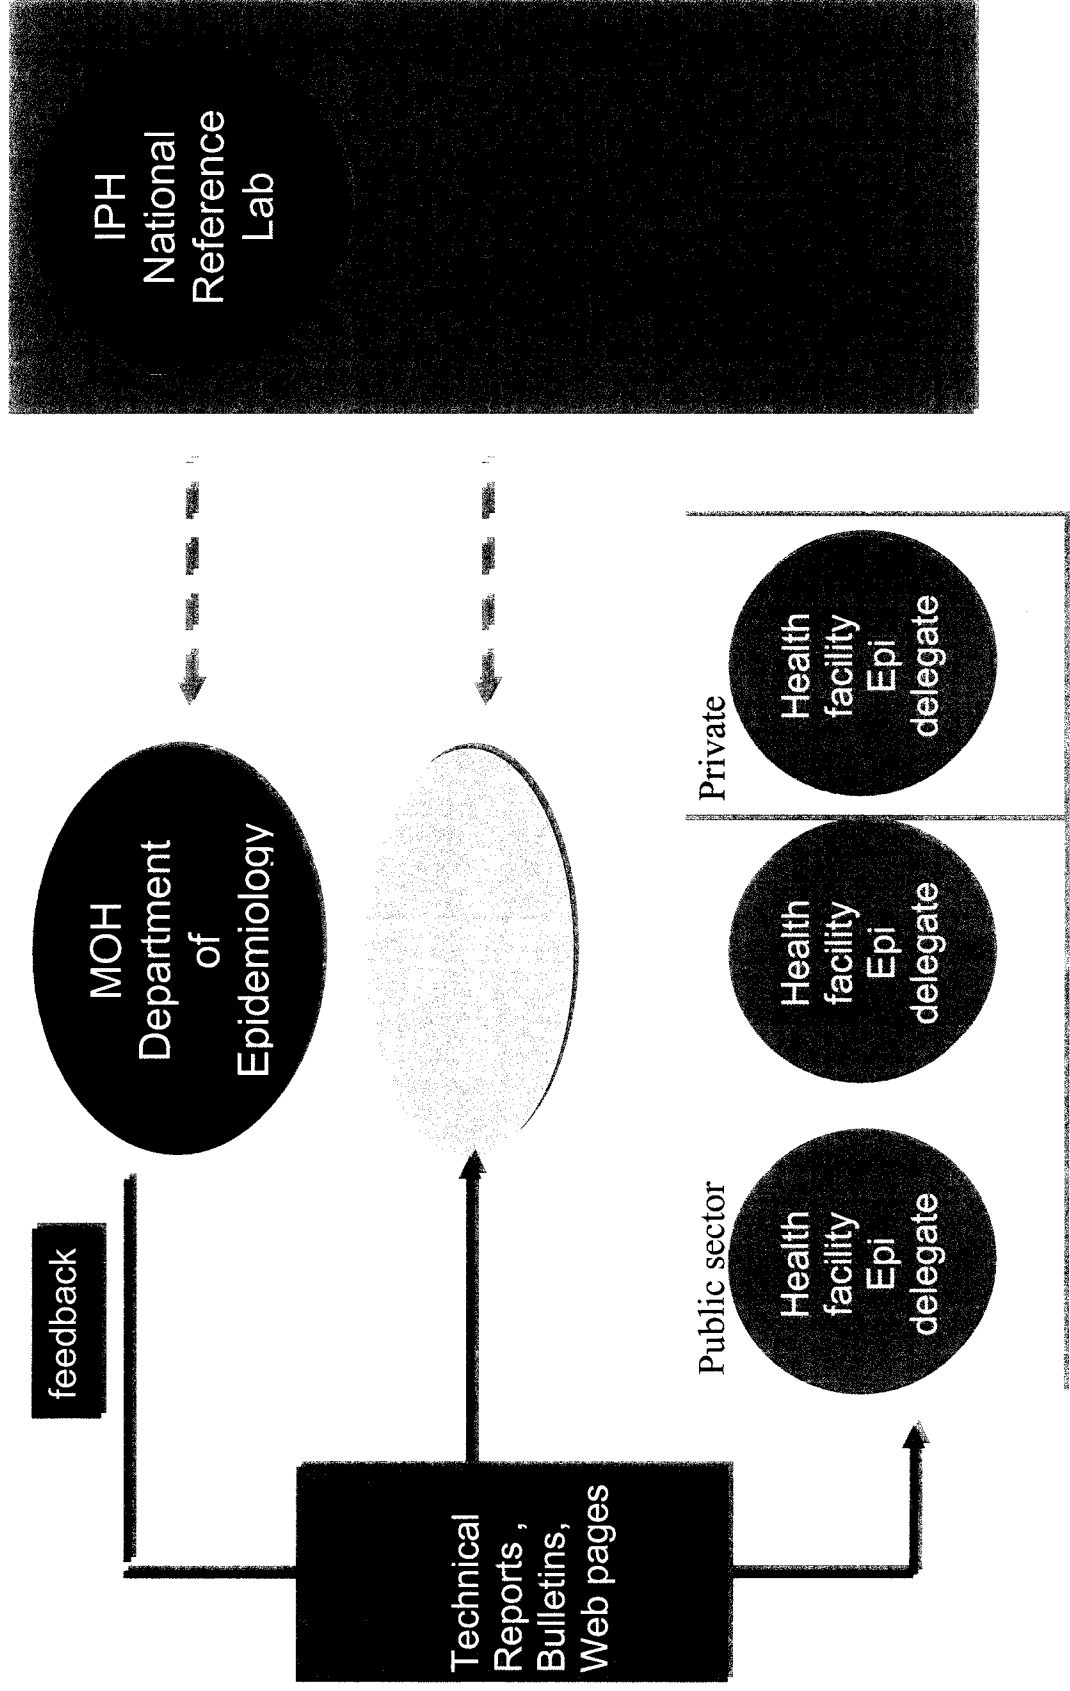 feedback
MOH
Department
of
Epidemiology
IPH
National
Reference
Lab
Technical
Reports ,
Bulletins,
Web pages
Public sector
Private
Health
facility
Epi
delegate
Health
facility
Epi
delegate
Health
facility
Epi
delegate